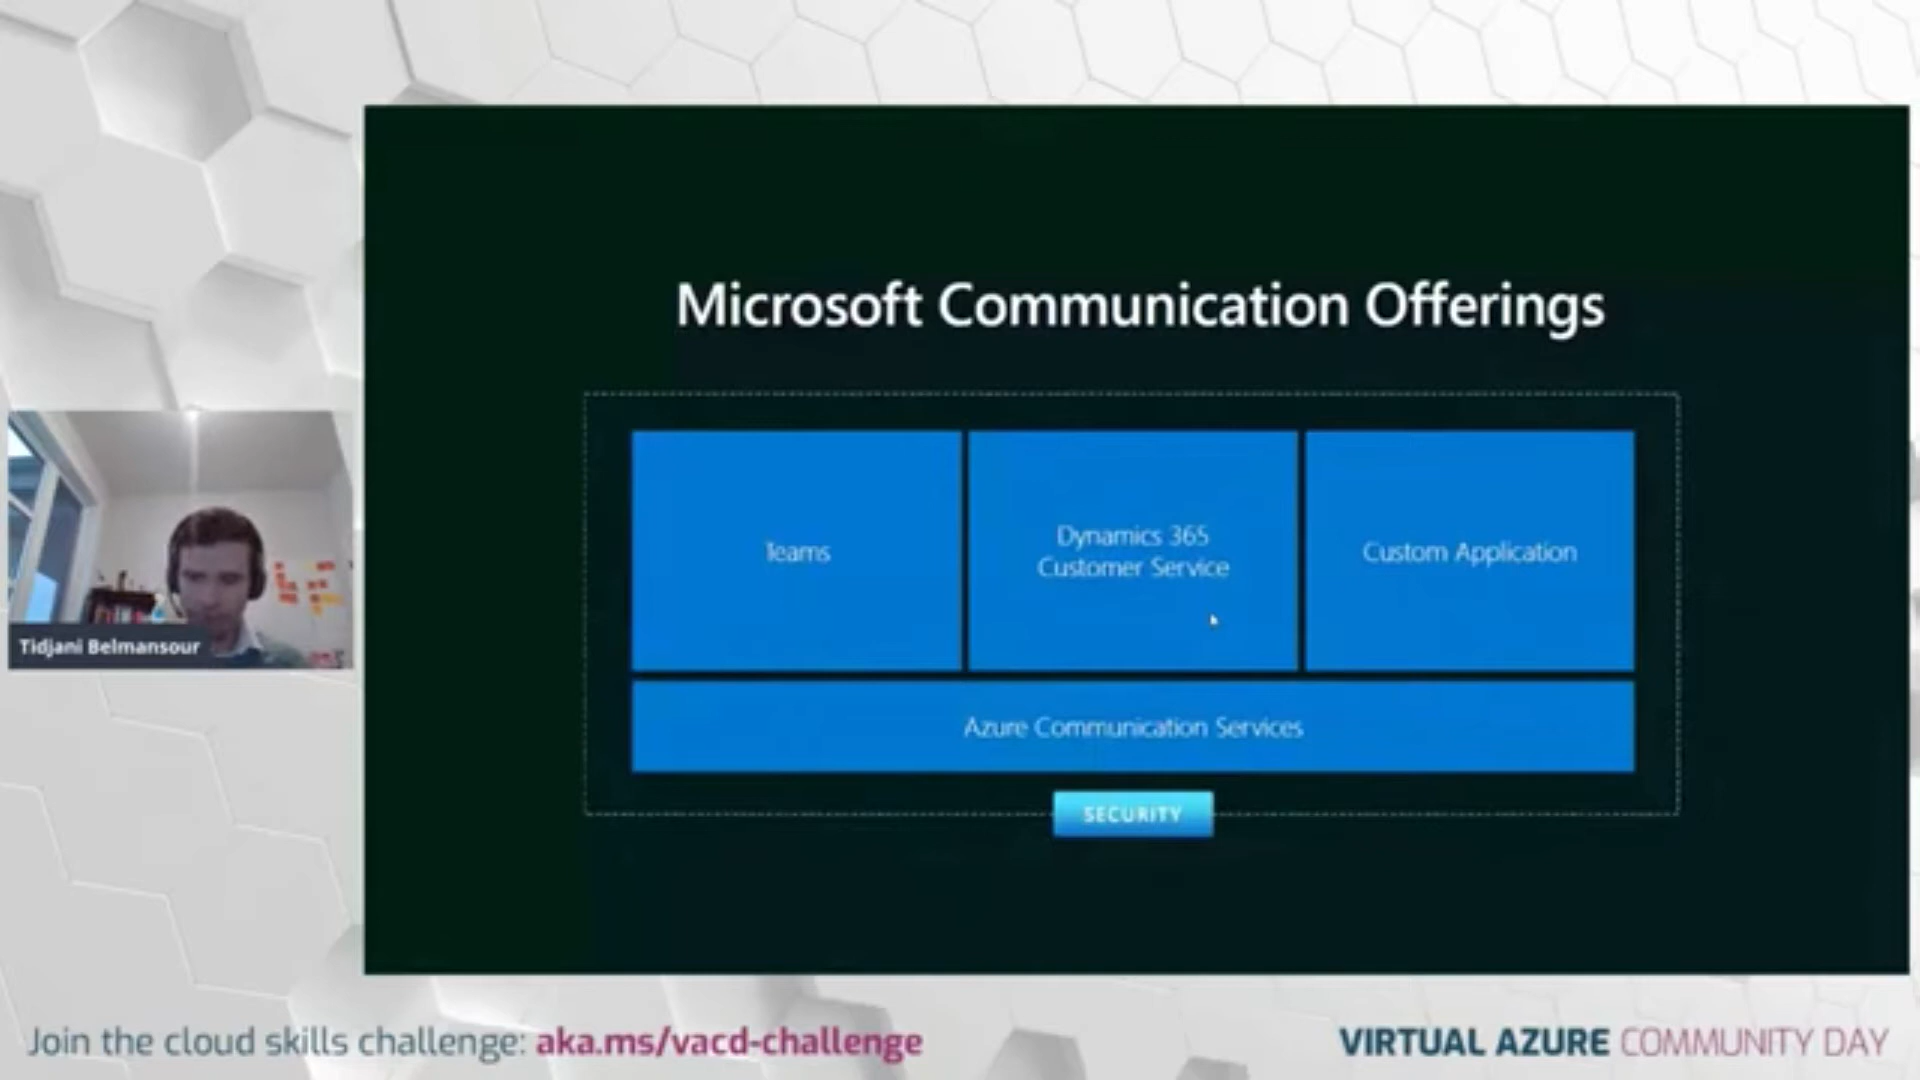 Microsoft Communication Offerings
Teams
Dynamics 365
Customer Service
Custom Application
Azure Communication Services
SECURITY
Tidjani Belmansour
Join the cloud skills challenge: aka.ms/vacd-challenge
VIRTUAL AZURE COMMUNITY DAY